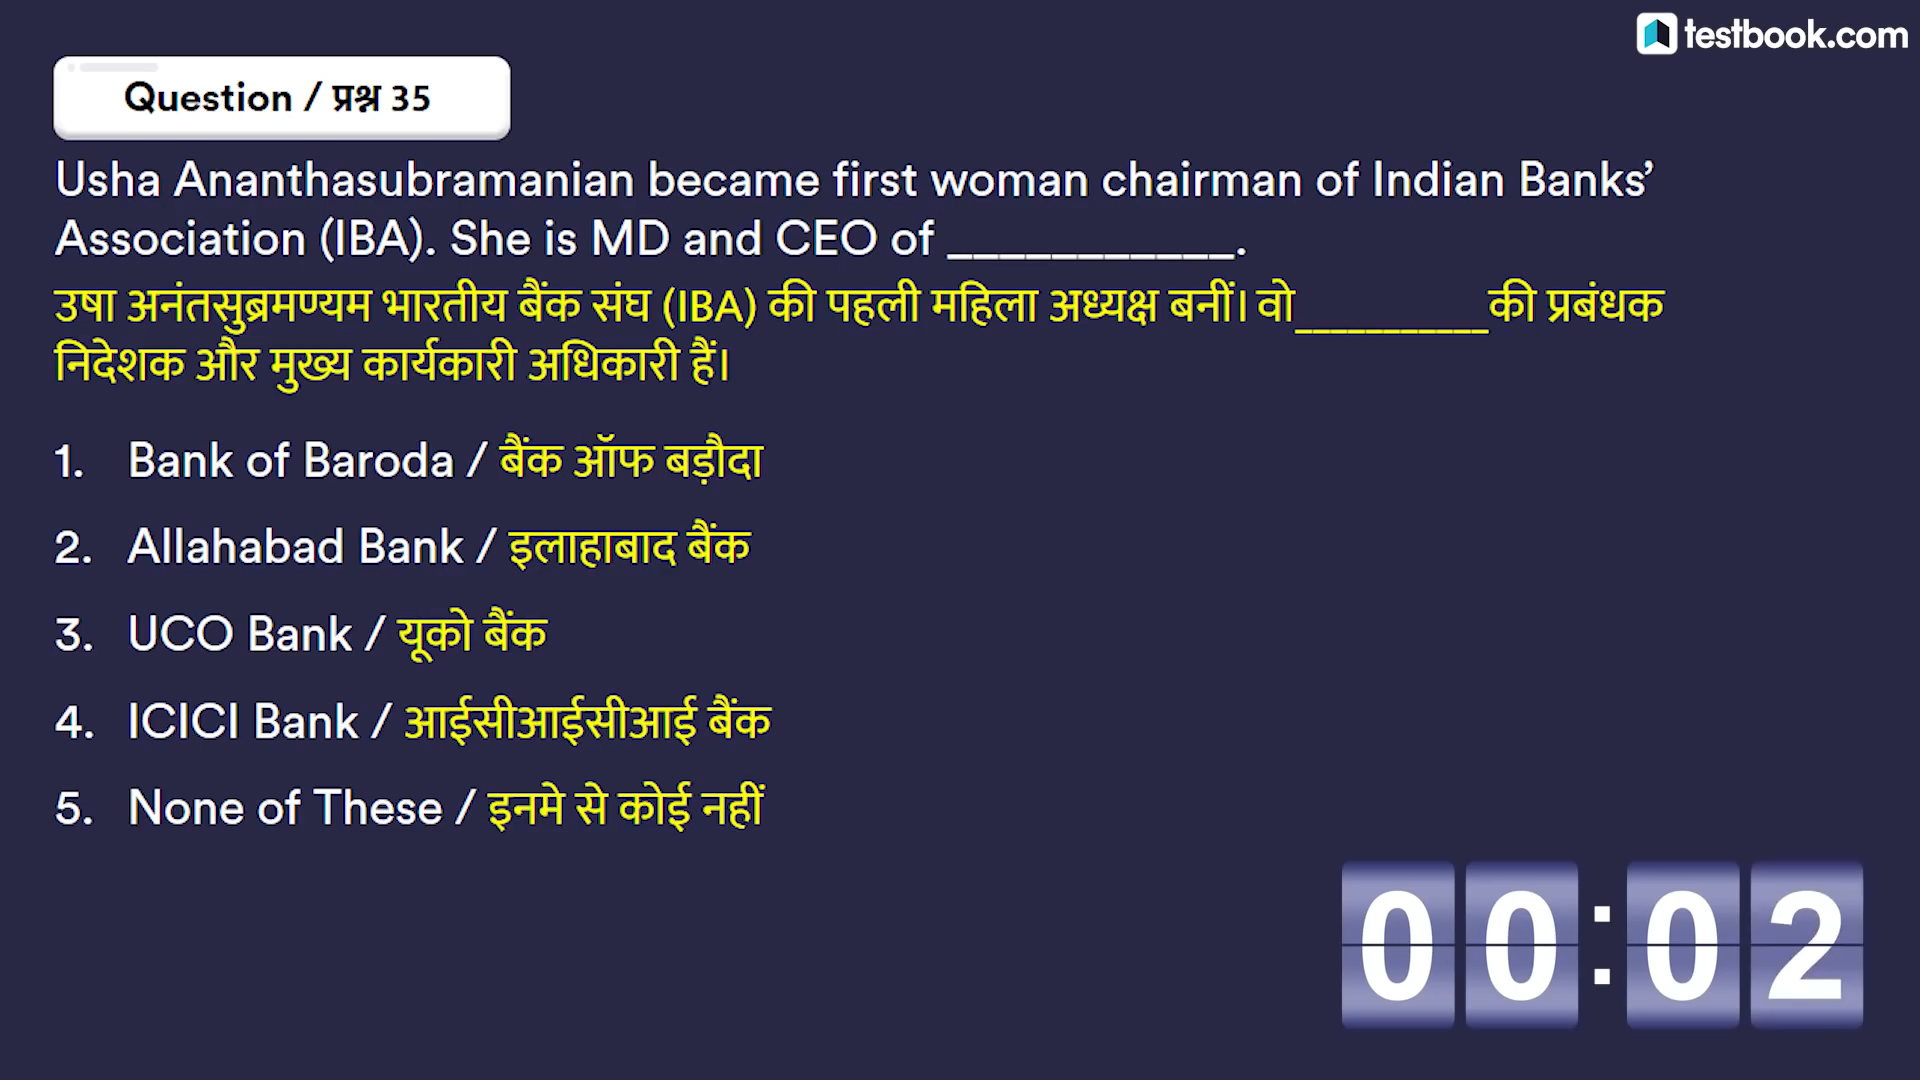 testbook.com
Question / प्रश्न 35
Usha Ananthasubramanian became first woman chairman of Indian Banks’
Association (IBA). She is MD and CEO of ___________.
उषा अनंतसुब्रमण्यम भारतीय बैंक संघ (IBA) की पहली महिला अध्यक्ष बनीं। वो___________की प्रबंधक
निदेशक और मुख्य कार्यकारी अधिकारी हैं।
1. Bank of Baroda / बैंक ऑफ बड़ौदा
2. Allahabad Bank / इलाहाबाद बैंक
3. UCO Bank / यूको बैंक
4. ICICI Bank / आईसीआईसीआई बैंक
5. None of These / इनमे से कोई नहीं
00:02